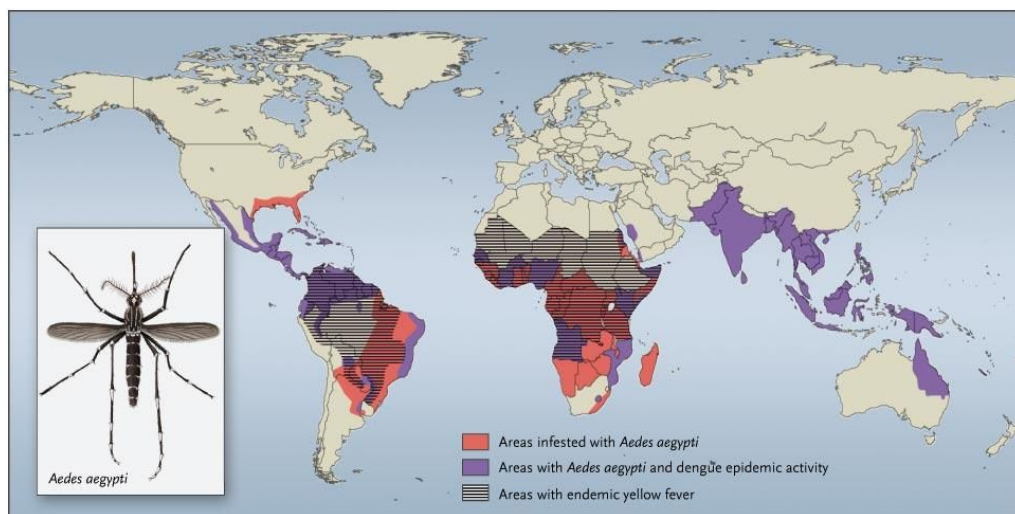 Aedes aegypti
Areas infested with Aedes aegypti
Areas with Aedes aegypti and dengue epidemic activity
Areas with endemic yellow fever